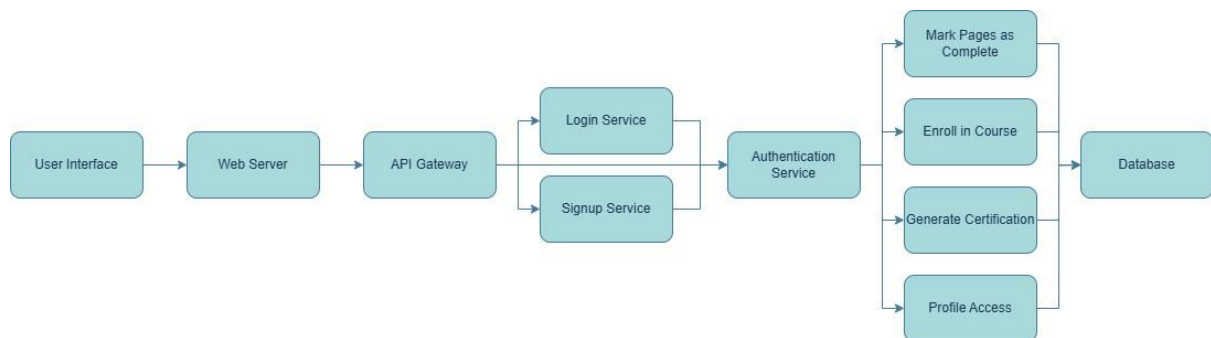 User Interface
Web Server
API Gateway
Login Service
Signup Service
Authentication
Service
Mark Pages as
Complete
Enroll in Course
Generate Certification
Profile Access
Database